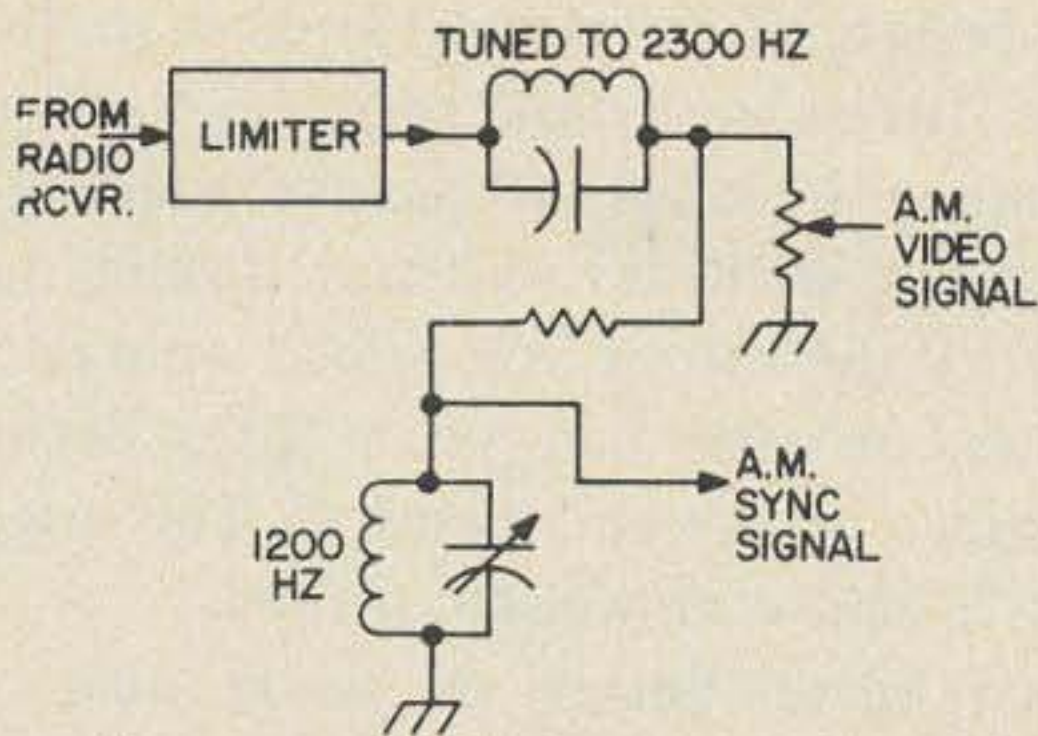 TUNED TO 2300 HZ
FROM
RADIO
RCVR.
LIMITER
A.M.
VIDEO
SIGNAL
A.M.
SYNC
SIGNAL
1200
HZ